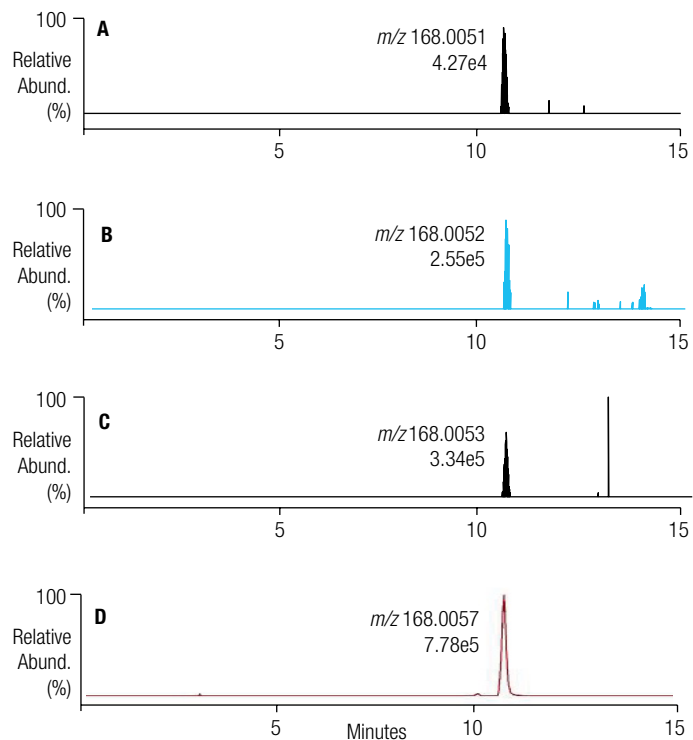 100
A
Relative
Abund.
(%)
m/z 168.0051
4.27e4
5
10
15
100
B
Relative
Abund.
(%)
m/z 168.0052
2.55e5
5
10
15
100
C
Relative
Abund.
(%)
m/z 168.0053
3.34e5
5
10
15
100
D
Relative
Abund.
(%)
m/z 168.0057
7.78e5
5
Minutes
10
15